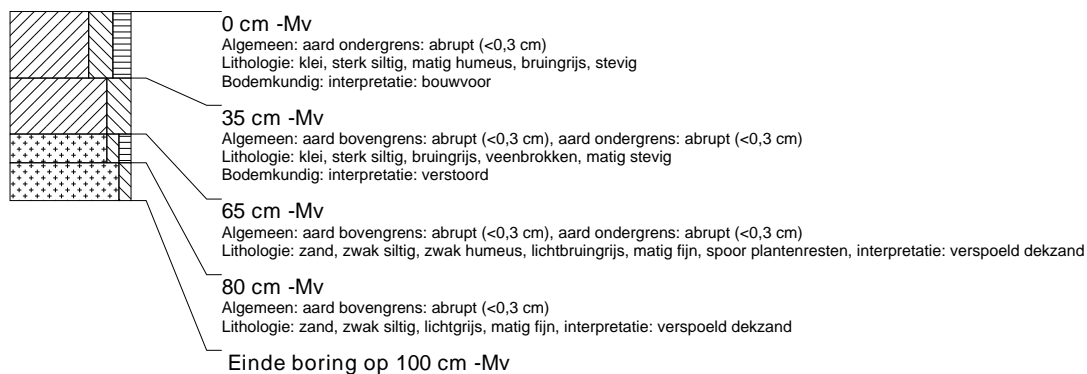 0 cm -Mv
Algemeen: aard ondergrens: abrupt (<0,3 cm)
Lithologie: klei, sterk siltig, matig humeus, bruingrijs, stevig
Bodemkundig: interpretatie: bouwvoor
35 cm -Mv
Algemeen: aard bovengrens: abrupt (<0,3 cm), aard ondergrens: abrupt (<0,3 cm)
Lithologie: klei, sterk siltig, bruingrijs, veenbrokken, matig stevig
Bodemkundig: interpretatie: verstoord
65 cm -Mv
Algemeen: aard bovengrens: abrupt (<0,3 cm), aard ondergrens: abrupt (<0,3 cm)
Lithologie: zand, zwak siltig, zwak humeus, lichtbruingrijs, matig fijn, spoor plantenresten, interpretatie: verspoeld dekzand
80 cm -Mv
Algemeen: aard bovengrens: abrupt (<0,3 cm)
Lithologie: zand, zwak siltig, lichtgrijs, matig fijn, interpretatie: verspoeld dekzand
Einde boring op 100 cm -Mv